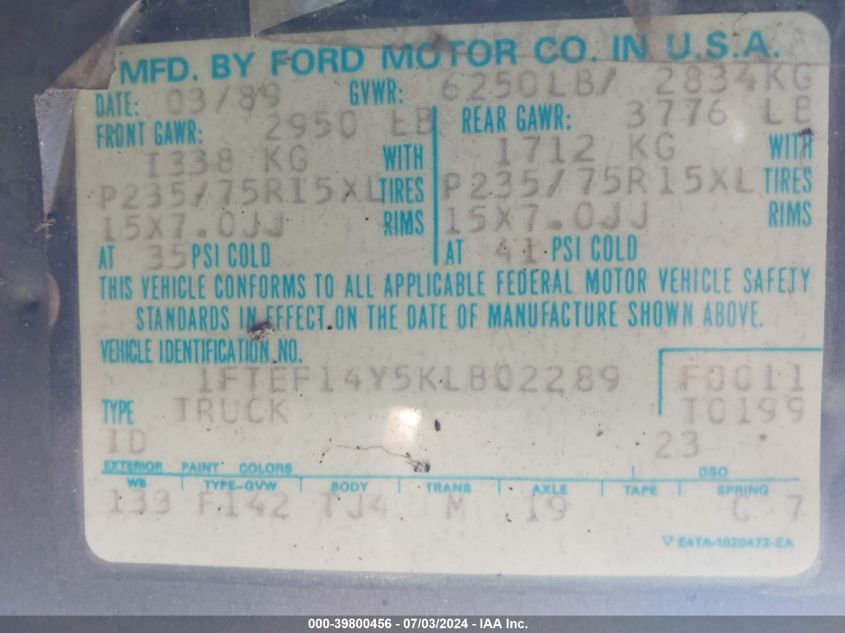 MFD. BY FORD MOTOR CO. IN U.S.A.
DATE: 03/89 GVWR: 6250LB/ 2834KG
FRONT GAWR: 2950 LB REAR GAWR: 3776 LB
1338 KG WITH 1712 KG WITH
P235/75R15XL TIRES P235/75R15XL TIRES
15X7.0JJ RIMS 15X7.0JJ RIMS
AT 35 PSI COLD AT 41 PSI COLD
THIS VEHICLE CONFORMS TO ALL APPLICABLE FEDERAL MOTOR VEHICLE SAFETY
STANDARDS IN EFFECT ON THE DATE OF MANUFACTURE SHOWN ABOVE.
VEHICLE IDENTIFICATION NO.
1FTEF14Y5KLB02289 F0011
TYPE TRUCK T0199
1D 23
EXTERIOR PAINT COLORS DSO
WB TYPE-GVW BODY TRANS AXLE TAPE SPRING
133 F142 TJ4 M 19 C 7
E4TA-1020472-EA
000-39800456 - 07/03/2024 - IAA Inc.